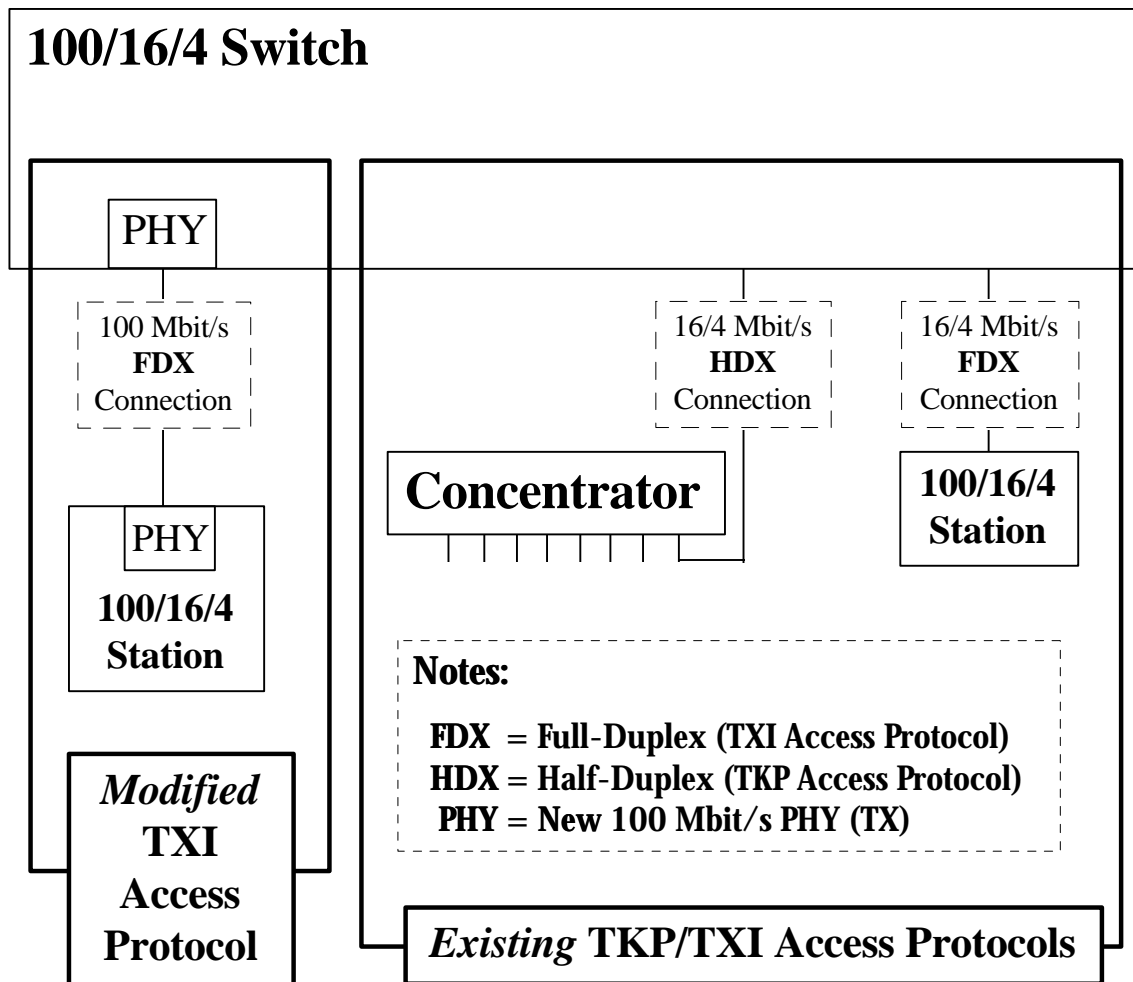 100/16/4 Switch
PHY
100 Mbit/s
FDX
Connection
PHY
100/16/4
Station
Modified
TXI
Access
Protocol
16/4 Mbit/s
HDX
Connection
16/4 Mbit/s
FDX
Connection
Concentrator
100/16/4
Station
Notes:
FDX = Full-Duplex (TXI Access Protocol)
HDX = Half-Duplex (TKP Access Protocol)
PHY = New 100 Mbit/s PHY (TX)
Existing TKP/TXI Access Protocols